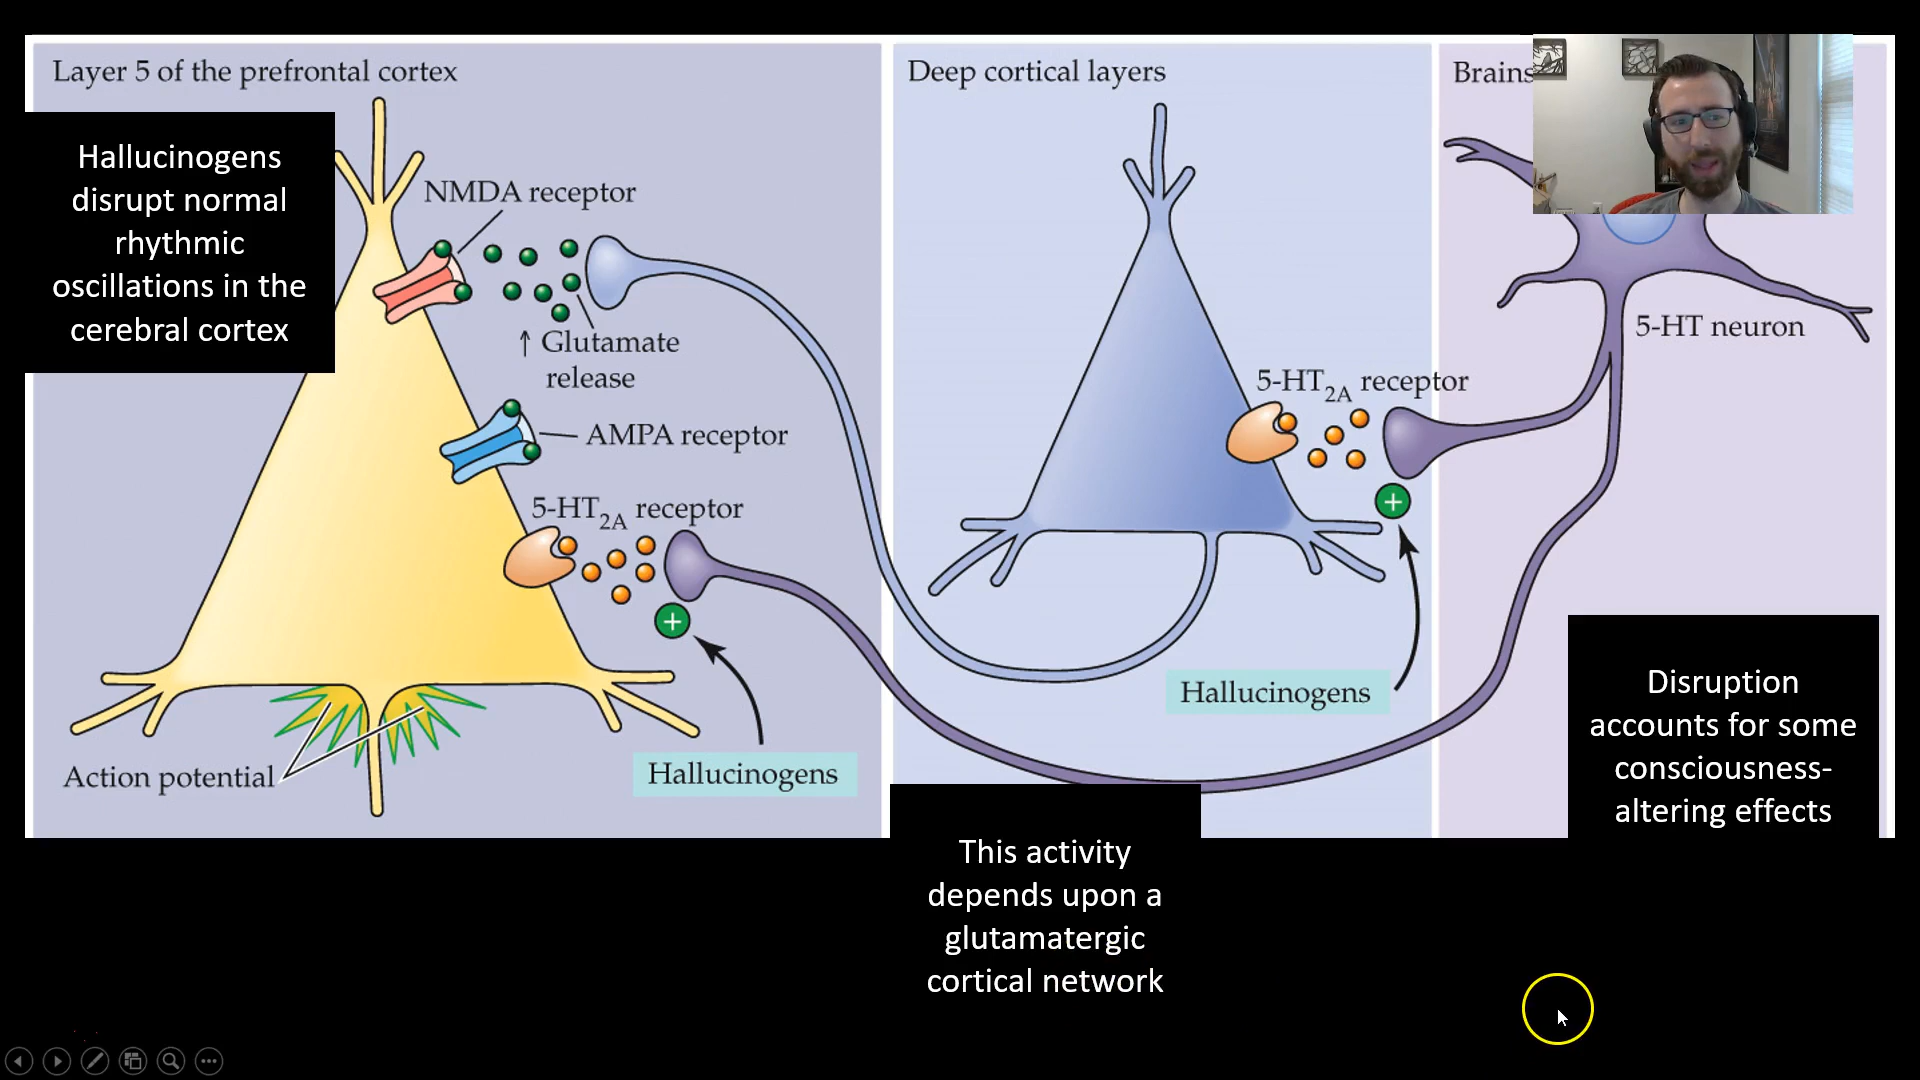 Layer 5 of the prefrontal cortex
Hallucinogens
disrupt normal
rhythmic
oscillations in the
cerebral cortex
NMDA receptor
↑ Glutamate
release
AMPA receptor
5-HT2A receptor
Hallucinogens
Action potential
Deep cortical layers
5-HT2A receptor
Hallucinogens
This activity
depends upon a
glutamatergic
cortical network
Brains
5-HT neuron
Disruption
accounts for some
consciousness-
altering effects